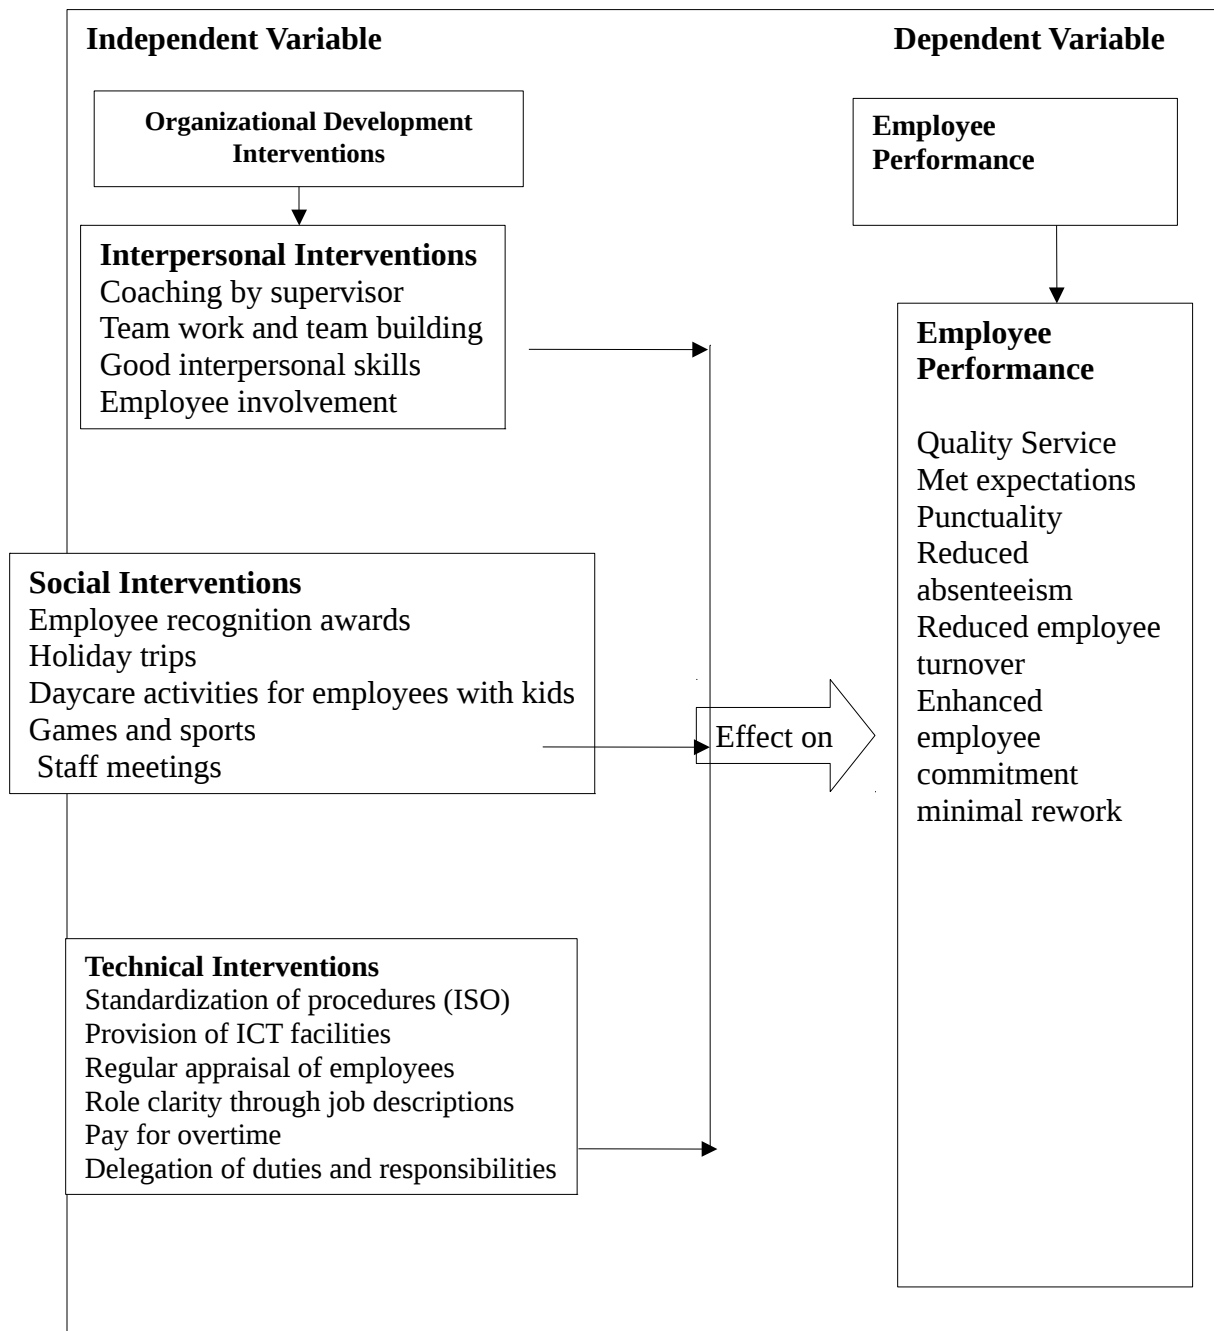 Independent Variable
Dependent Variable
Organizational Development
Interventions
Employee
Performance
Interpersonal Interventions
Coaching by supervisor
Team work and team building
Good interpersonal skills
Employee involvement
Employee
Performance
Quality Service
Met expectations
Punctuality
Reduced
absenteeism
Reduced employee
turnover
Enhanced
employee
commitment
minimal rework
Social Interventions
Employee recognition awards
Holiday trips
Daycare activities for employees with kids
Games and sports
Staff meetings
Effect on
Technical Interventions
Standardization of procedures (ISO)
Provision of ICT facilities
Regular appraisal of employees
Role clarity through job descriptions
Pay for overtime
Delegation of duties and responsibilities